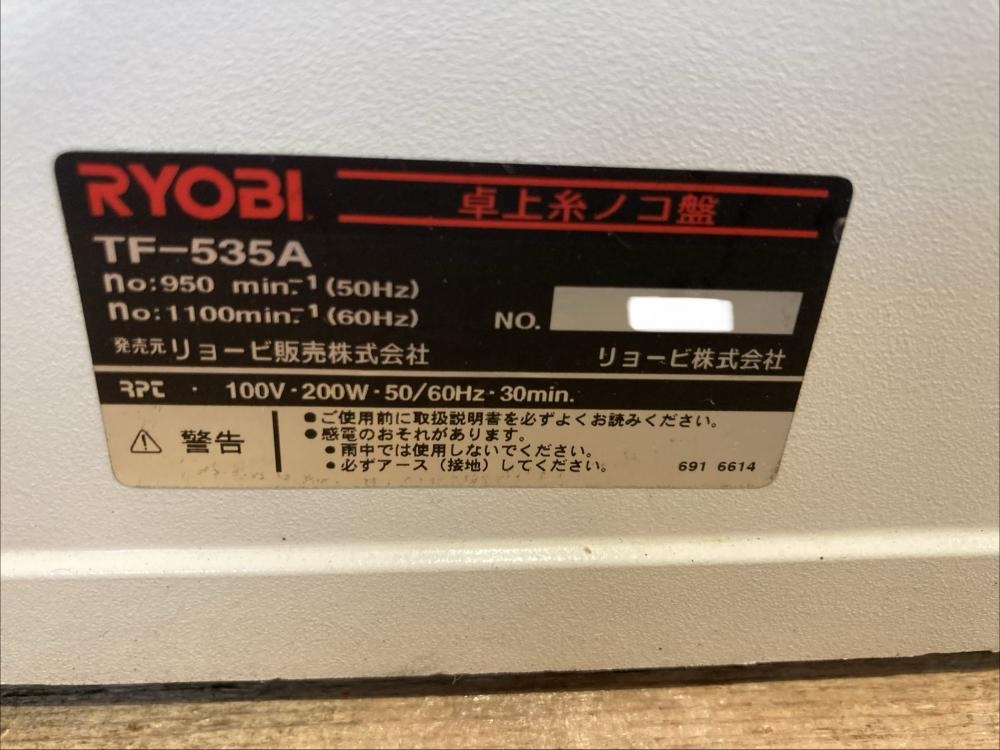 RYOBI
卓上糸ノコ盤
TF-535A
no:950 min.⁻¹ (50Hz)
no:1100min.⁻¹ (60Hz)
NO.
発売元 リョービ販売株式会社
リョービ株式会社
RPC · 100V·200W·50/60Hz·30min.
⚠ 警告
●ご使用前に取扱説明書を必ずよくお読みください。
●感電のおそれがあります。
●雨中では使用しないでください。
●必ずアース(接地)してください。
691 6614